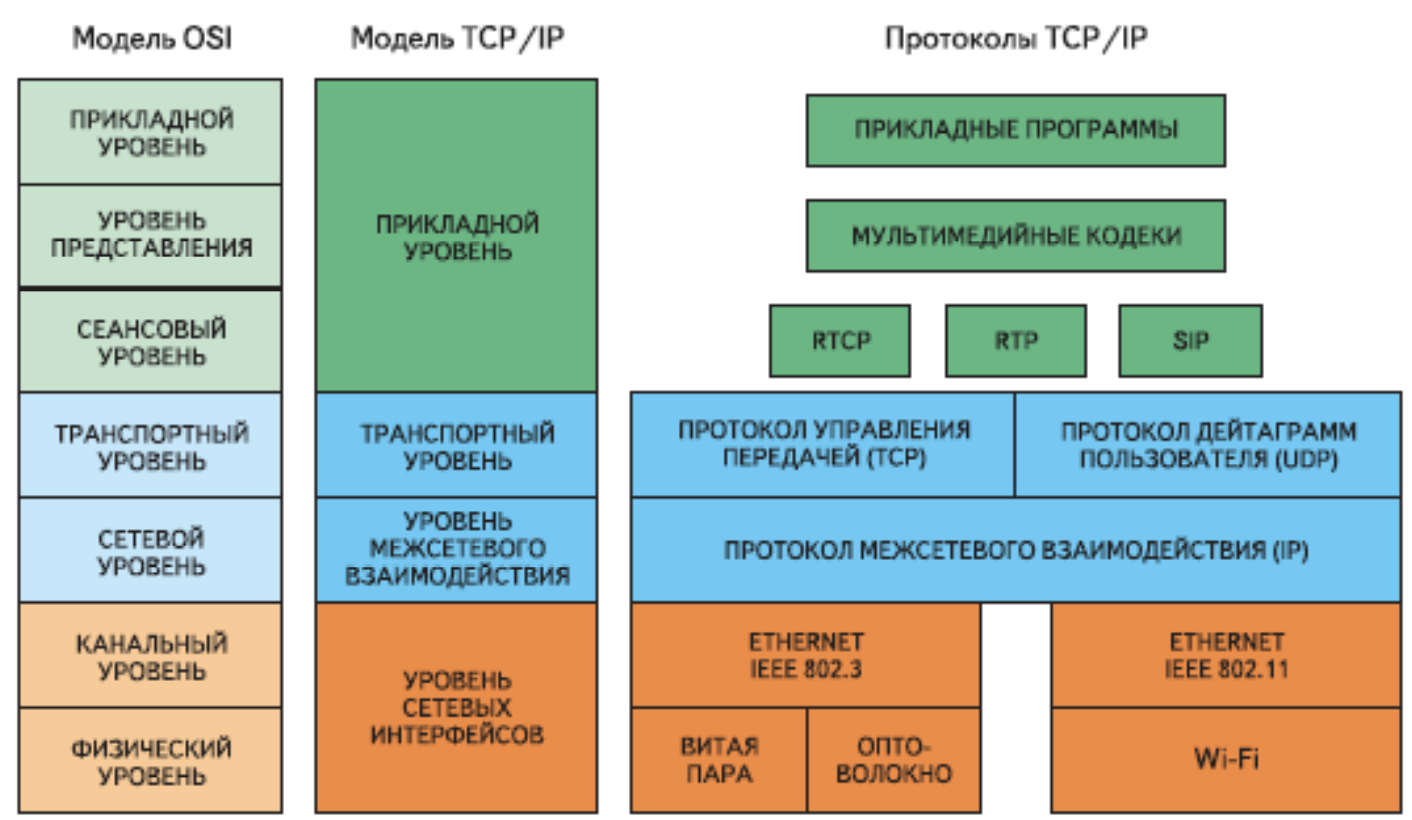 Модель OSI
Модель TCP/IP
Протоколы TCP/IP
ПРИКЛАДНОЙ
УРОВЕНЬ
УРОВЕНЬ
ПРЕДСТАВЛЕНИЯ
СЕАНСОВЫЙ
УРОВЕНЬ
ТРАНСПОРТНЫЙ
УРОВЕНЬ
СЕТЕВОЙ
УРОВЕНЬ
КАНАЛЬНЫЙ
УРОВЕНЬ
ФИЗИЧЕСКИЙ
УРОВЕНЬ
ПРИКЛАДНОЙ
УРОВЕНЬ
ТРАНСПОРТНЫЙ
УРОВЕНЬ
УРОВЕНЬ
МЕЖСЕТЕВОГО
ВЗАИМОДЕЙСТВИЯ
УРОВЕНЬ
СЕТЕВЫХ
ИНТЕРФЕЙСОВ
ПРИКЛАДНЫЕ ПРОГРАММЫ
МУЛЬТИМЕДИЙНЫЕ КОДЕКИ
RTCP
RTP
SIP
ПРОТОКОЛ УПРАВЛЕНИЯ
ПЕРЕДАЧЕЙ (TCP)
ПРОТОКОЛ ДЕЙТАГРАММ
ПОЛЬЗОВАТЕЛЯ (UDP)
ПРОТОКОЛ МЕЖСЕТЕВОГО ВЗАИМОДЕЙСТВИЯ (IP)
ETHERNET
IEEE 802.3
ETHERNET
IEEE 802.11
ВИТАЯ
ПАРА
ОПТО-
ВОЛОКНО
Wi-Fi